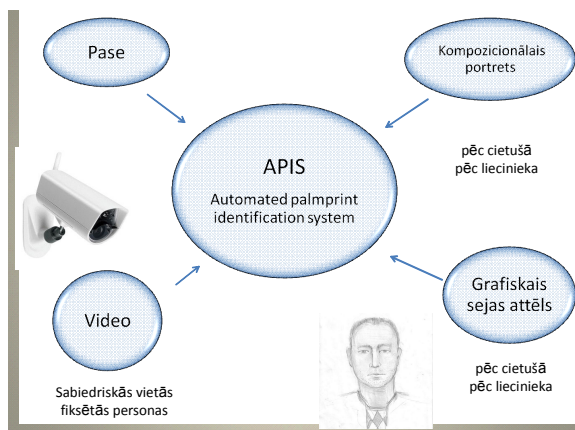 Pase
Kompozicionālais
portrets
pēc cietušā
pēc liecinieka
APIS
Automated palmprint
identification system
Video
Sabiedriskās vietās
fiksētās personas
Grafiskais
sejas attēls
pēc cietušā
pēc liecinieka